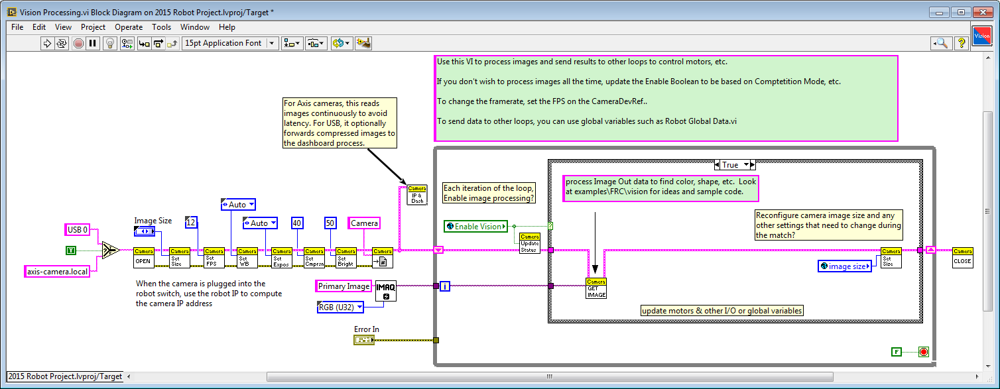 Vision Processing.vi Block Diagram on 2015 Robot Project.lvproj/Target *
File Edit View Project Operate Tools Window Help
15pt Application Font
Vision
Use this VI to process images and send results to other loops to control motors, etc.
If you don't wish to process images all the time, update the Enable Boolean to be based on Comptetition Mode, etc.
To change the framerate, set the FPS on the CameraDevRef..
To send data to other loops, you can use global variables such as Robot Global Data.vi
For Axis cameras, this reads
images continuously to avoid
latency. For USB, it optionally
forwards compressed images to
the dashboard process.
Camera
IP &
Dash
True
process Image Out data to find color, shape, etc. Look
at examples\FRC\vision for ideas and sample code.
Each iteration of the loop,
Enable image processing?
Enable Vision
?
Camera
Update
Status
Reconfigure camera image size and any
other settings that need to change during
the match?
USB 0
T
axis-camera.local
Image Size
12
Auto
Auto
40
50
Camera
Camera
OPEN
Camera
Set
Size
Camera
Set
FPS
Camera
Set
WB
Camera
Set
Expos
Camera
Set
Cmprsn
Camera
Set
Bright
Camera
#
When the camera is plugged into the
robot switch, use the robot IP to compute
the camera IP address
Primary Image
IMAQ
RGB (U32)
i
Camera
GET
IMAGE
image size
Camera
Set
Size
Camera
CLOSE
update motors & other I/O or global variables
Error In
F
2015 Robot Project.lvproj/Target